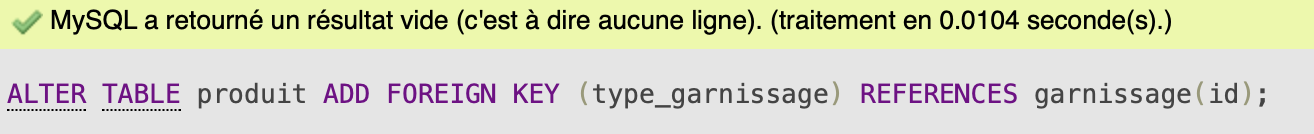 MySQL a retourné un résultat vide (c'est à dire aucune ligne). (traitement en 0.0104 seconde(s).)
ALTER TABLE produit ADD FOREIGN KEY (type_garnissage) REFERENCES garnissage(id);